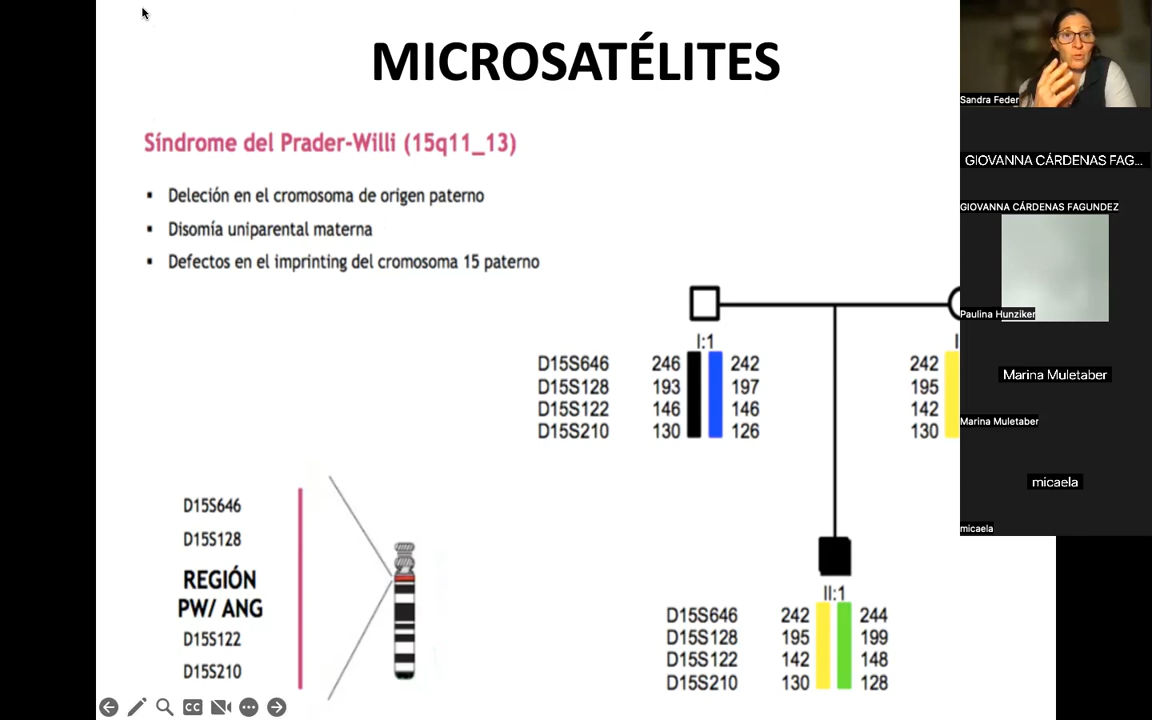 MICROSATÉLITES
Síndrome del Prader-Willi (15q11_13)
▪ Deleción en el cromosoma de origen paterno
▪ Disomía uniparental materna
▪ Defectos en el imprinting del cromosoma 15 paterno
I:1
D15S646 246 242 242
D15S128 193 197 195
D15S122 146 146 142
D15S210 130 126 130
D15S646
D15S128
REGIÓN
PW/ ANG
D15S122
D15S210
II:1
D15S646 242 244
D15S128 195 199
D15S122 142 148
D15S210 130 128
CC
Sandra Feder
GIOVANNA CÁRDENAS FAG...
GIOVANNA CÁRDENAS FAGUNDEZ
Paulina Hunziker
Marina Muletaber
Marina Muletaber
micaela
micaela